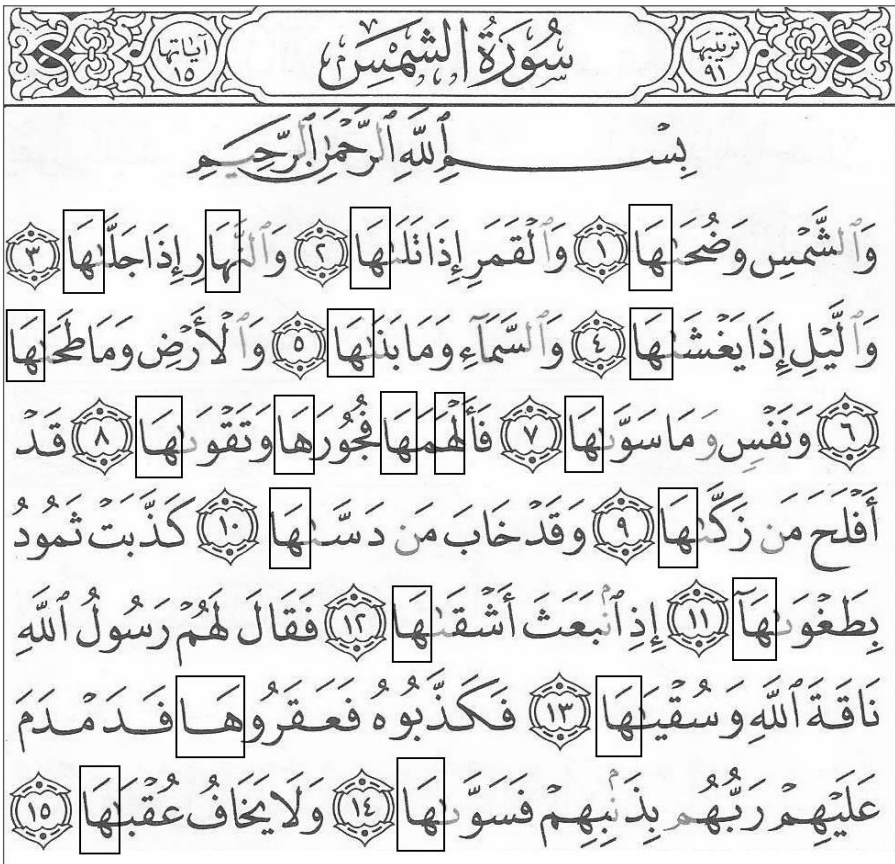 ترتيبها ٩١ سُورَةُ الشَّمْسِ آياتها ١٥
بِسْمِ ٱللَّهِ ٱلرَّحْمَٰنِ ٱلرَّحِيمِ
وَٱلشَّمْسِ وَضُحَىٰهَا ١ وَٱلْقَمَرِ إِذَا تَلَىٰهَا ٢ وَٱلنَّهَارِ إِذَا جَلَّىٰهَا ٣
وَٱلَّيْلِ إِذَا يَغْشَىٰهَا ٤ وَٱلسَّمَآءِ وَمَا بَنَىٰهَا ٥ وَٱلْأَرْضِ وَمَا طَحَىٰهَا
٦ وَنَفْسٍ وَمَا سَوَّىٰهَا ٧ فَأَلْهَمَهَا فُجُورَهَا وَتَقْوَىٰهَا ٨ قَدْ
أَفْلَحَ مَن زَكَّىٰهَا ٩ وَقَدْ خَابَ مَن دَسَّىٰهَا ١٠ كَذَّبَتْ ثَمُودُ
بِطَغْوَىٰهَآ ١١ إِذِ ٱنۢبَعَثَ أَشْقَىٰهَا ١٢ فَقَالَ لَهُمْ رَسُولُ ٱللَّهِ
نَاقَةَ ٱللَّهِ وَسُقْيَٰهَا ١٣ فَكَذَّبُوهُ فَعَقَرُوهَا فَدَمْدَمَ
عَلَيْهِمْ رَبُّهُم بِذَنۢبِهِمْ فَسَوَّىٰهَا ١٤ وَلَا يَخَافُ عُقْبَٰهَا ١٥